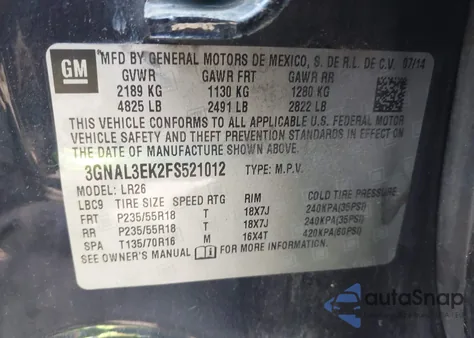 GM
MFD BY GENERAL MOTORS DE MEXICO, S. DE R.L. DE C.V. 07/14
GVWR GAWR FRT GAWR RR
2189 KG 1130 KG 1280 KG
4825 LB 2491 LB 2822 LB
THIS VEHICLE CONFORMS TO ALL APPLICABLE U.S. FEDERAL MOTOR
VEHICLE SAFETY AND THEFT PREVENTION STANDARDS IN EFFECT ON
THE DATE OF MANUFACTURE SHOWN ABOVE.
3GNAL3EK2FS521012 TYPE: M.P.V.
MODEL: LR26
LBC9 TIRE SIZE SPEED RTG RIM COLD TIRE PRESSURE
FRT P235/55R18 T 18X7J 240KPA(35PSI)
RR P235/55R18 T 18X7J 240KPA(35PSI)
SPA T135/70R16 M 16X4T 420KPA(60PSI)
SEE OWNER'S MANUAL FOR MORE INFORMATION.
autoSnap